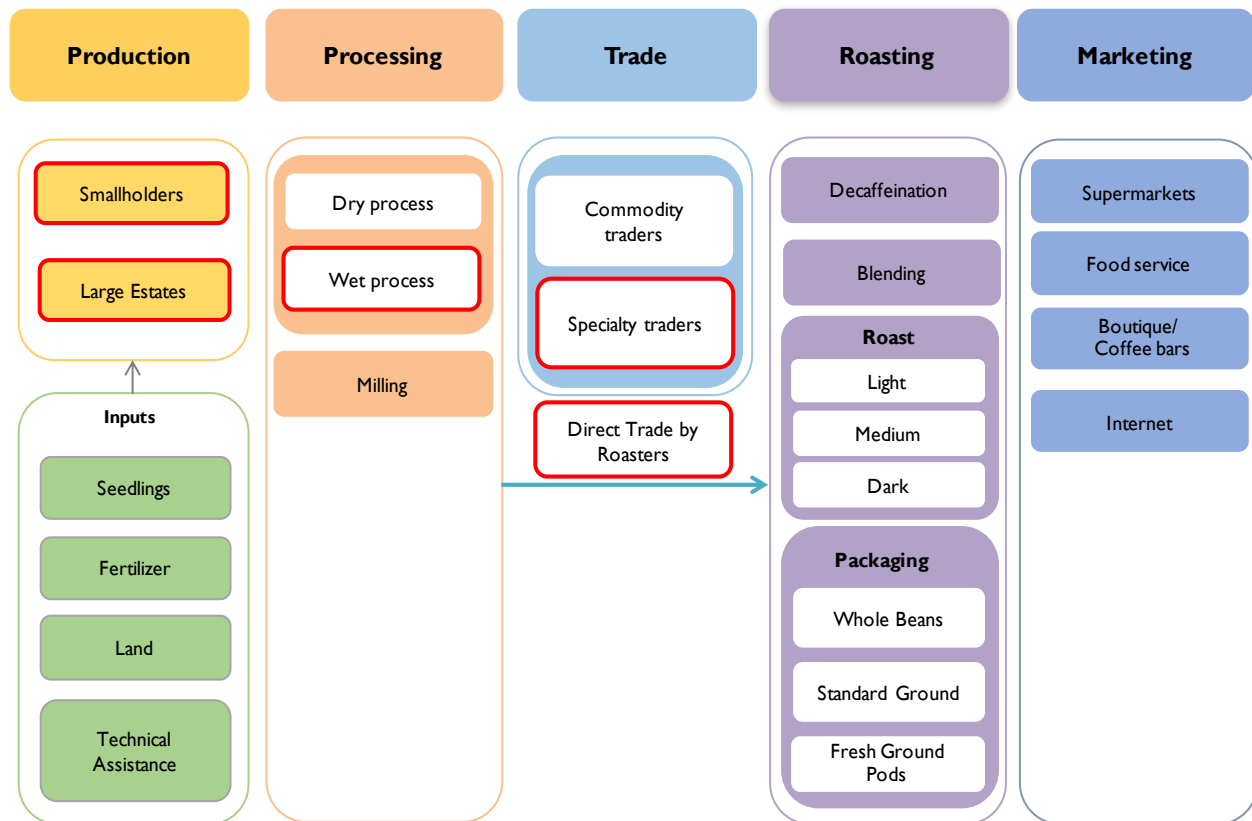 Production
Processing
Trade
Roasting
Marketing
Smallholders
Large Estates
Inputs
Seedlings
Fertilizer
Land
Technical
Assistance
Dry process
Wet process
Milling
Commodity
traders
Specialty traders
Direct Trade by
Roasters
Decaffeination
Blending
Roast
Light
Medium
Dark
Packaging
Whole Beans
Standard Ground
Fresh Ground
Pods
Supermarkets
Food service
Boutique/
Coffee bars
Internet